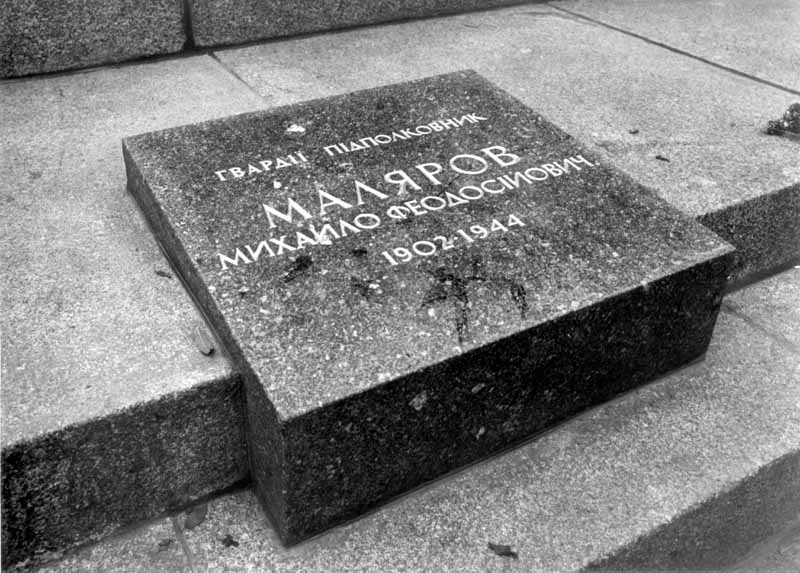 ГВАРДІЇ ПІДПОЛКОВНИК
МАЛЯРОВ
МИХАЙЛО ФЕОДОСІЙОВИЧ
1902-1944